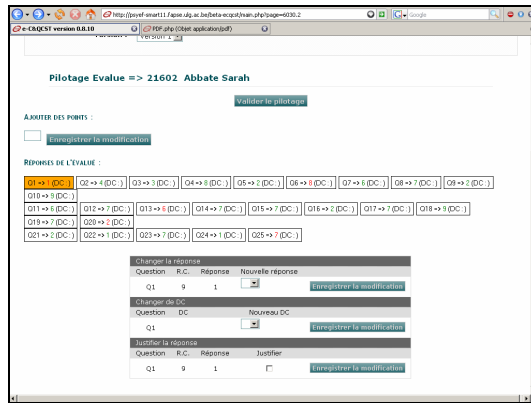 http://psyef-smart11.fapse.ulg.ac.be/beta-ecqcst/main.php?page=6030.2
Google
e-C&QCST version 0.8.10
PDF.php (Objet application/pdf)
Version 1
Pilotage Evalue => 21602 Abbate Sarah
Valider le pilotage
AJOUTER DES POINTS :
Enregistrer la modification
RÉPONSES DE L'ÉVALUÉ :
Q1 => 1 (DC : ) Q2 => 4 (DC : ) Q3 => 3 (DC : ) Q4 => 8 (DC : ) Q5 => 2 (DC : ) Q6 => 8 (DC : ) Q7 => 6 (DC : ) Q8 => 7 (DC : ) Q9 => 2 (DC : )
Q10 => 9 (DC : )
Q11 => 6 (DC : ) Q12 => 7 (DC : ) Q13 => 6 (DC : ) Q14 => 7 (DC : ) Q15 => 7 (DC : ) Q16 => 2 (DC : ) Q17 => 7 (DC : ) Q18 => 9 (DC : )
Q19 => 7 (DC : ) Q20 => 2 (DC : )
Q21 => 2 (DC : ) Q22 => 1 (DC : ) Q23 => 7 (DC : ) Q24 => 1 (DC : ) Q25 => 7 (DC : )
Changer la réponse
Question R.C. Réponse Nouvelle réponse
Q1 9 1 Enregistrer la modification
Changer de DC
Question DC Nouveau DC
Q1 Enregistrer la modification
Justifier la réponse
Question R.C. Réponse Justifier
Q1 9 1 Enregistrer la modification